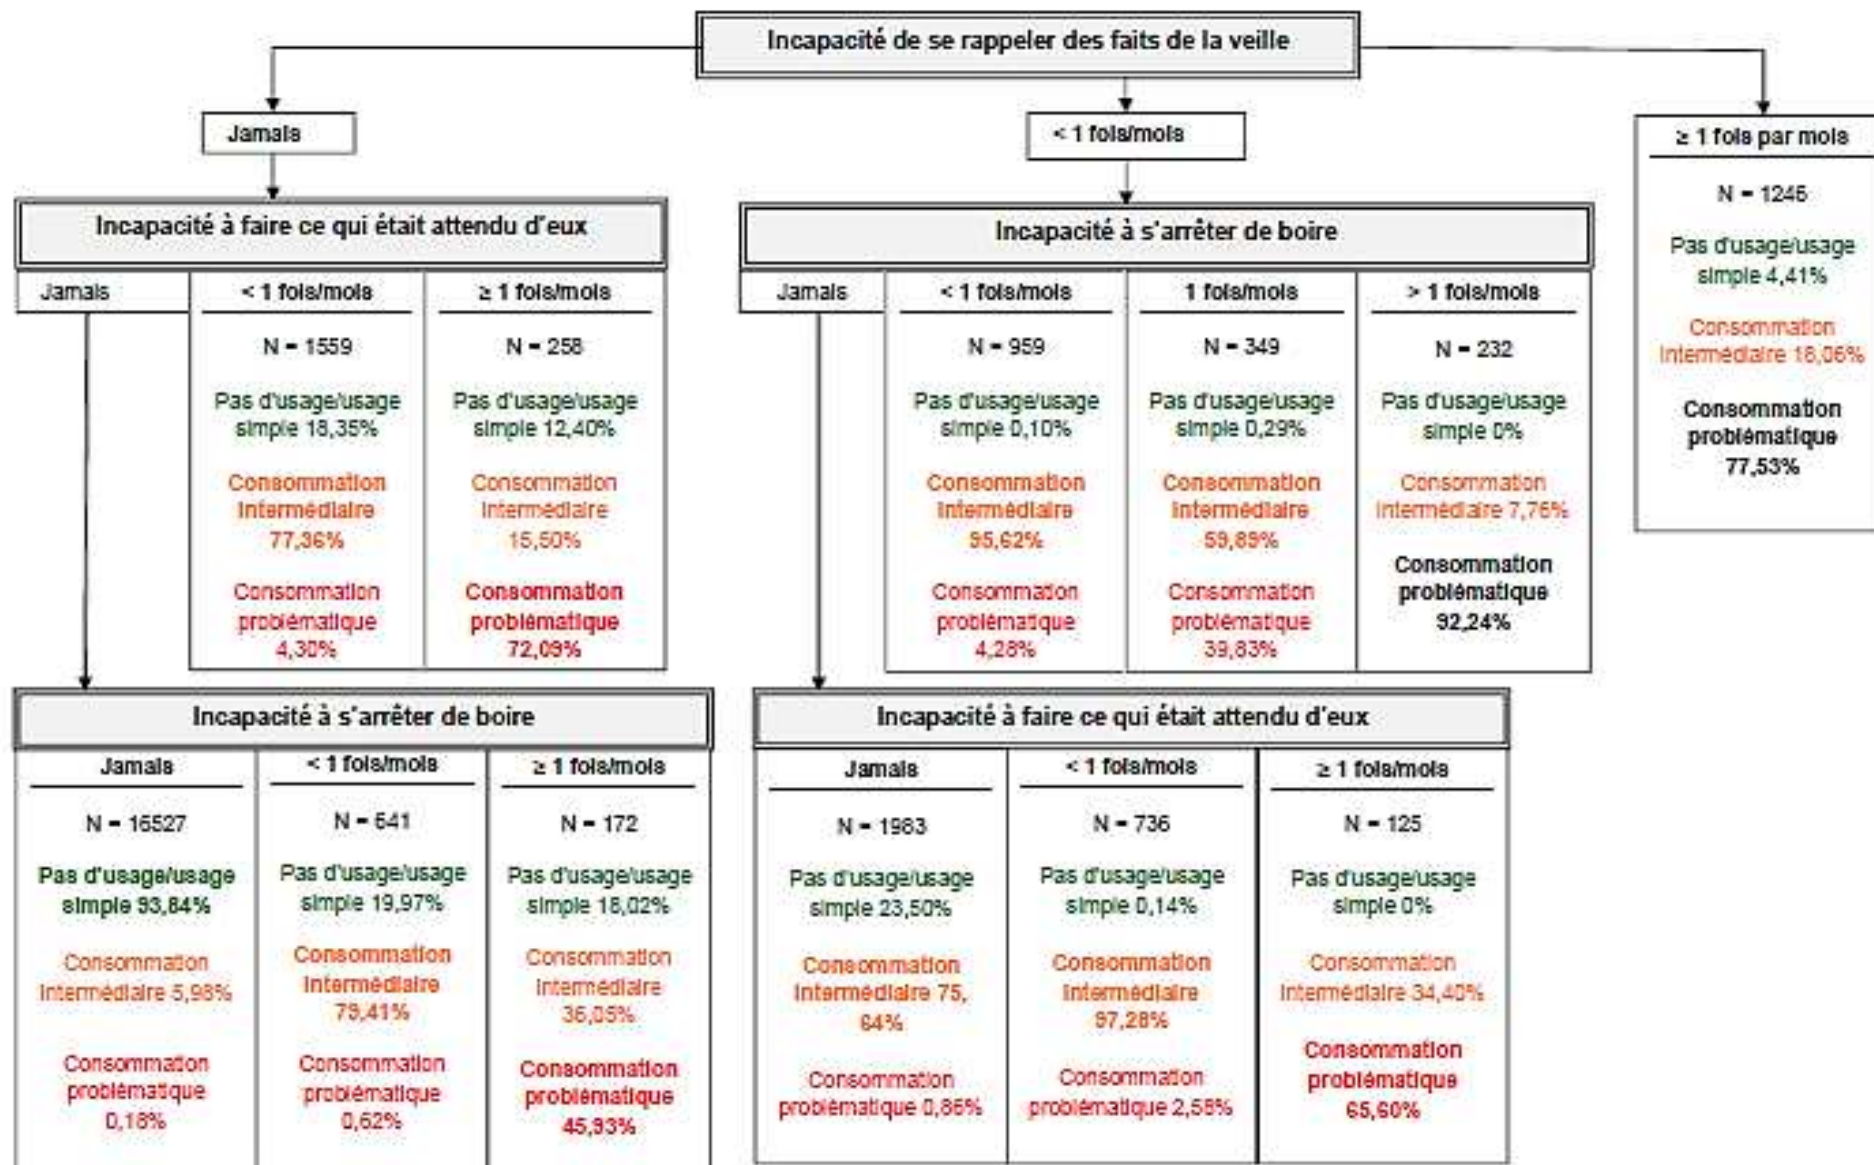 Incapacité de se rappeler des faits de la veille
Jamais
< 1 fois/mois
≥ 1 fois par mois
N = 1246
Pas d'usage/usage
simple 4,41%
Consommation
Intermédiaire 18,06%
Consommation
problématique
77,53%
Incapacité à faire ce qui était attendu d'eux
Jamais
< 1 fois/mois
N = 1559
Pas d'usage/usage
simple 18,35%
Consommation
Intermédiaire
77,36%
Consommation
problématique
4,30%
≥ 1 fois/mois
N = 258
Pas d'usage/usage
simple 12,40%
Consommation
Intermédiaire
15,50%
Consommation
problématique
72,09%
Incapacité à s'arrêter de boire
Jamais
< 1 fois/mois
N = 959
Pas d'usage/usage
simple 0,10%
Consommation
Intermédiaire
95,62%
Consommation
problématique
4,28%
1 fois/mois
N = 349
Pas d'usage/usage
simple 0,29%
Consommation
Intermédiaire
59,89%
Consommation
problématique
39,83%
> 1 fois/mois
N = 232
Pas d'usage/usage
simple 0%
Consommation
Intermédiaire 7,76%
Consommation
problématique
92,24%
Incapacité à s'arrêter de boire
Jamais
N = 16527
Pas d'usage/usage
simple 93,84%
Consommation
Intermédiaire 5,98%
Consommation
problématique
0,18%
< 1 fois/mois
N = 641
Pas d'usage/usage
simple 19,97%
Consommation
Intermédiaire
79,41%
Consommation
problématique
0,62%
≥ 1 fois/mois
N = 172
Pas d'usage/usage
simple 18,02%
Consommation
Intermédiaire
36,05%
Consommation
problématique
45,93%
Incapacité à faire ce qui était attendu d'eux
Jamais
N = 1983
Pas d'usage/usage
simple 23,50%
Consommation
Intermédiaire 75,
64%
Consommation
problématique 0,86%
< 1 fois/mois
N = 736
Pas d'usage/usage
simple 0,14%
Consommation
Intermédiaire
97,28%
Consommation
problématique 2,58%
≥ 1 fois/mois
N = 125
Pas d'usage/usage
simple 0%
Consommation
Intermédiaire 34,40%
Consommation
problématique
65,60%